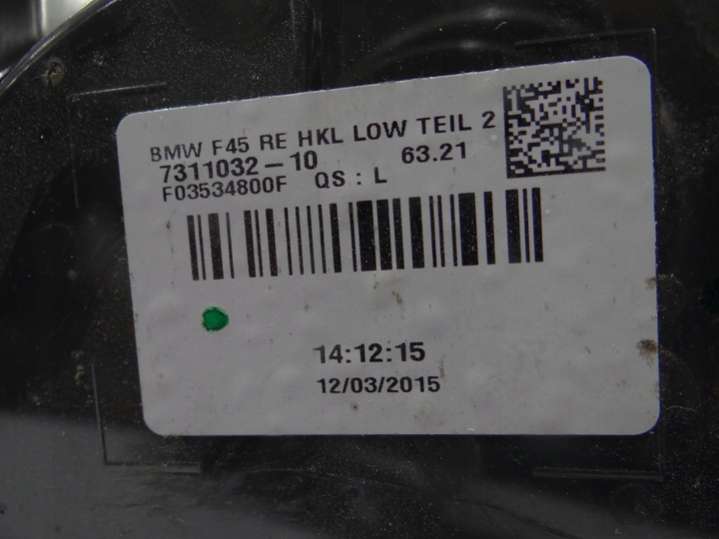 BMW F45 RE HKL LOW TEIL 2
7311032-10 63.21
F03534800F QS : L
14:12:15
12/03/2015